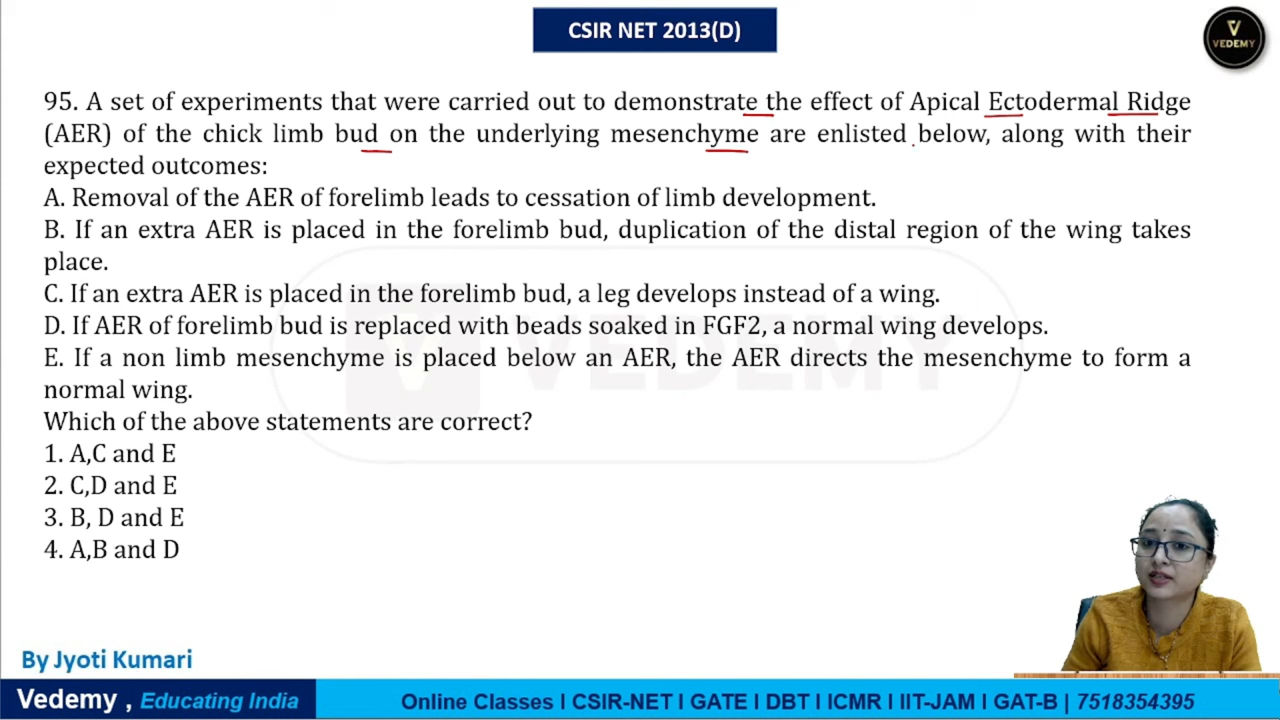 CSIR NET 2013(D)
VEDEMY
95. A set of experiments that were carried out to demonstrate the effect of Apical Ectodermal Ridge
(AER) of the chick limb bud on the underlying mesenchyme are enlisted below, along with their
expected outcomes:
A. Removal of the AER of forelimb leads to cessation of limb development.
B. If an extra AER is placed in the forelimb bud, duplication of the distal region of the wing takes
place.
C. If an extra AER is placed in the forelimb bud, a leg develops instead of a wing.
D. If AER of forelimb bud is replaced with beads soaked in FGF2, a normal wing develops.
E. If a non limb mesenchyme is placed below an AER, the AER directs the mesenchyme to form a
normal wing.
VEDEMY
Which of the above statements are correct?
1. A,C and E
2. C,D and E
3. B, D and E
4. A,B and D
By Jyoti Kumari
Vedemy , Educating India
Online Classes I CSIR-NET I GATE I DBT I ICMR I IIT-JAM I GAT-B | 7518354395